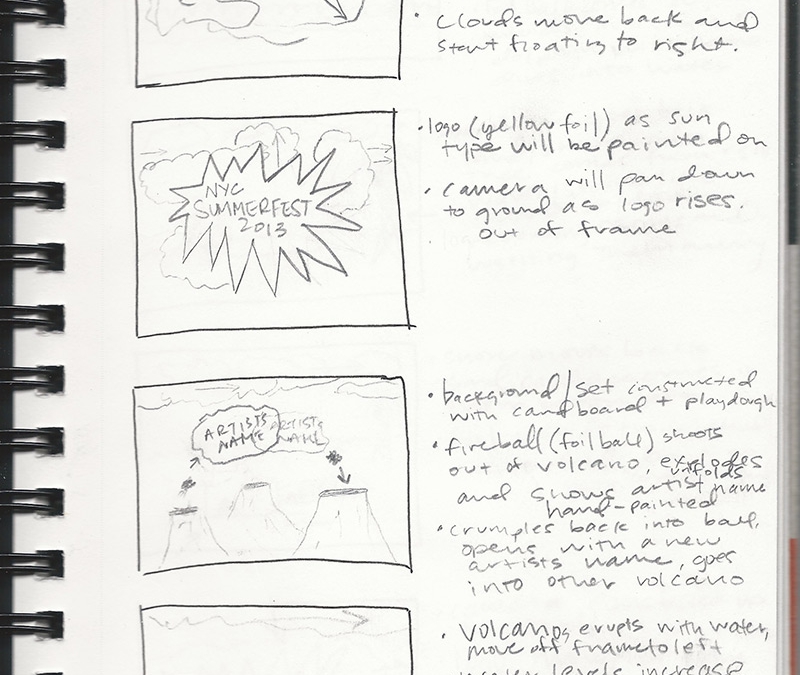 • Clouds move back and
start floating to right.
NYC
SUMMERFEST
2013
• logo (yellow foil) as sun
type will be painted on
• camera will pan down
to ground as logo rises.
out of frame
ARTISTS
NAME
ARTISTS
NAME
• background/set constructed
with cardboard + playdough
• fireball (foil ball) shoots
out of volcano, explodes
unfolds
and shows artist name
hand-painted
• crumples back into ball,
opens with a new
artists name, goes
into other volcano
• volcano, erupts with water,
move off frame to left
water levels increase